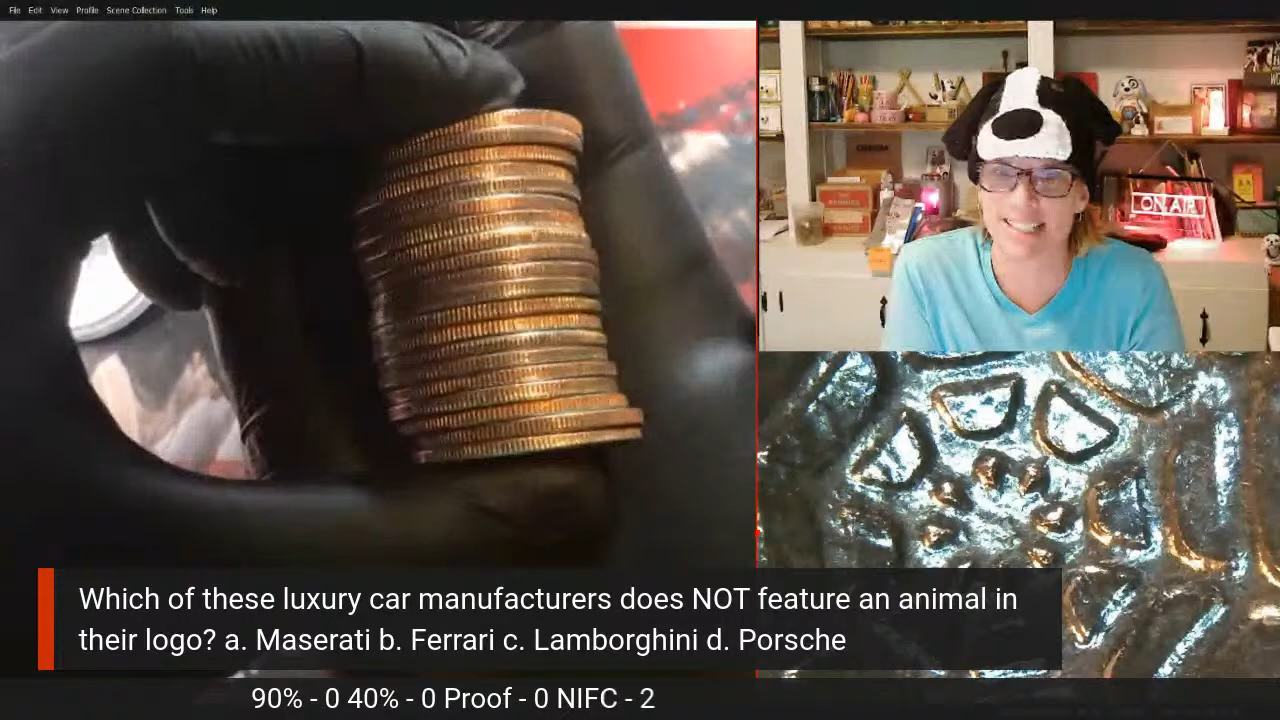 File Edit View Profile Scene Collection Tools Help
ON AIR
Which of these luxury car manufacturers does NOT feature an animal in
their logo? a. Maserati b. Ferrari c. Lamborghini d. Porsche
90% - 0 40% - 0 Proof - 0 NIFC - 2